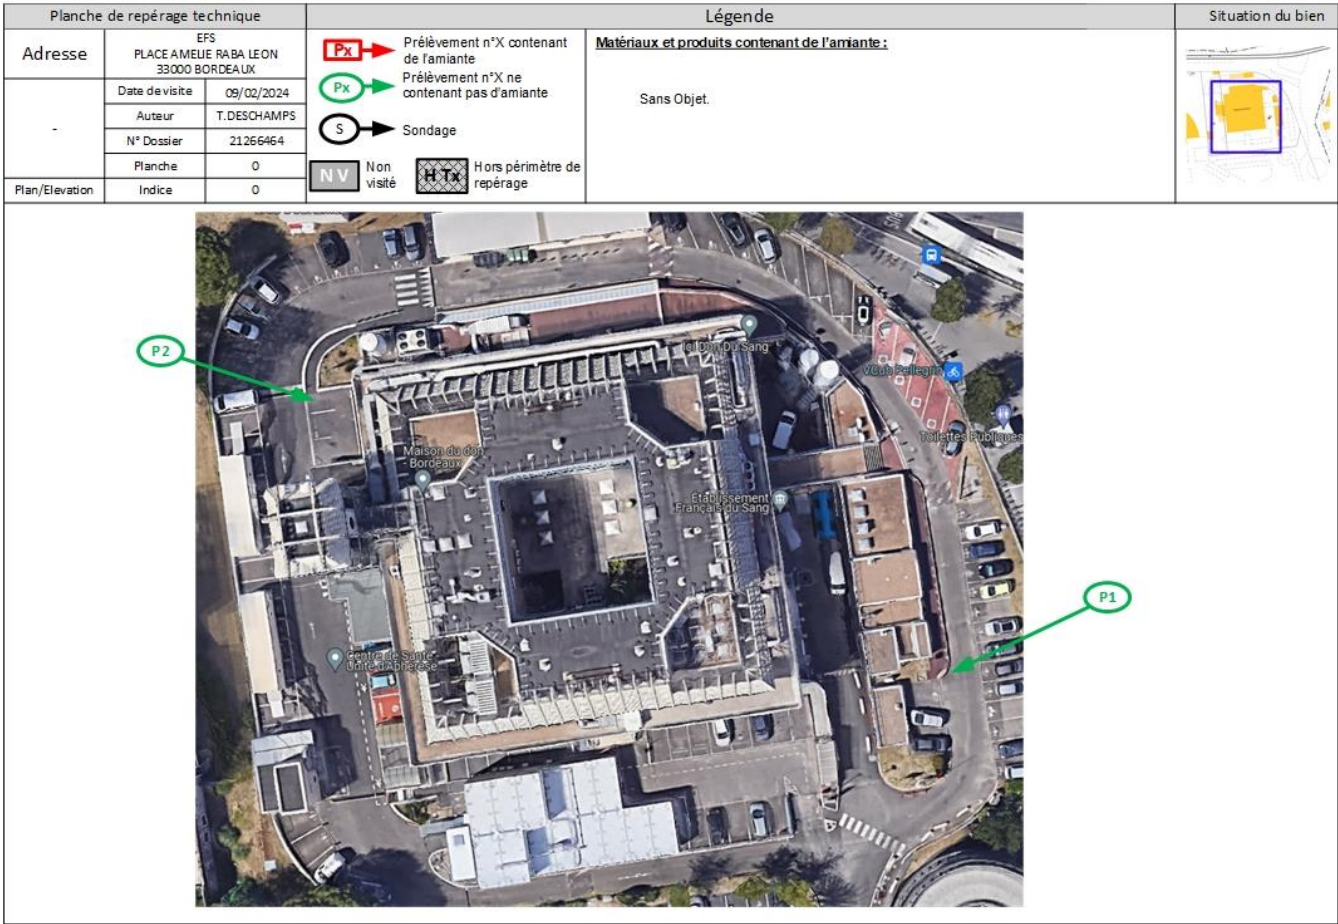 Planche de repérage technique
Légende
Situation du bien
Adresse
EFS
PLACE AMELIE RABA LEON
33000 BORDEAUX
-
Date de visite
09/02/2024
Auteur
T.DESCHAMPS
N° Dossier
21266464
Planche
0
Plan/Elevation
Indice
0
Px
Prélèvement n°X contenant
de l'amiante
Px
Prélèvement n°X ne
contenant pas d'amiante
S
Sondage
NV
Non
visité
H Tx
Hors périmètre de
repérage
Matériaux et produits contenant de l'amiante :
Sans Objet.
P2
Ici Don Du Sang
VCub Pellegrin
Toilettes Publiques
Maison du don
- Bordeaux
Établissement
Français du Sang
P1
Centre de Santé -
Unité d'Aphérèse